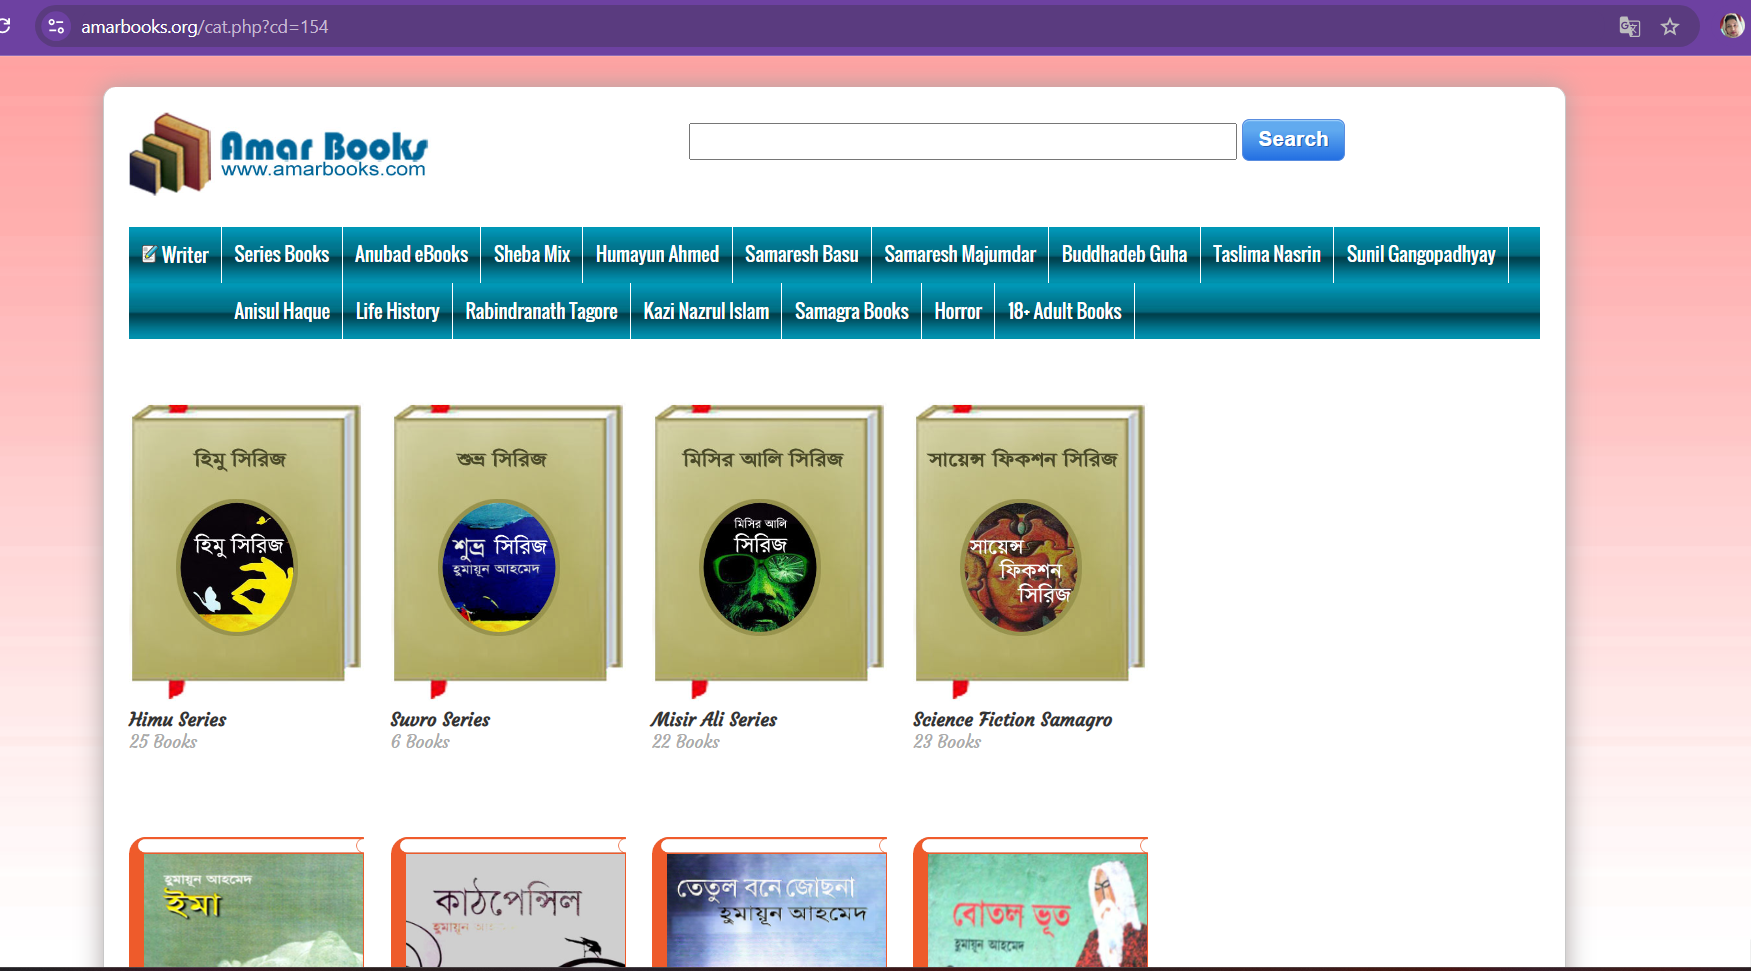 amarbooks.org/cat.php?cd=154
Amar Books
www.amarbooks.com
Search
Writer
Series Books
Anubad eBooks
Sheba Mix
Humayun Ahmed
Samaresh Basu
Samaresh Majumdar
Buddhadeb Guha
Taslima Nasrin
Sunil Gangopadhyay
Anisul Haque
Life History
Rabindranath Tagore
Kazi Nazrul Islam
Samagra Books
Horror
18+ Adult Books
হিমু সিরিজ
হিমু সিরিজ
Himu Series
25 Books
শুভ্র সিরিজ
শুভ্র সিরিজ
হুমায়ূন আহমেদ
Suvro Series
6 Books
মিসির আলি সিরিজ
মিসির আলি
সিরিজ
Misir Ali Series
22 Books
সায়েন্স ফিকশন সিরিজ
সায়েন্স
ফিকশন
সিরিজ
Science Fiction Samagro
23 Books
হুমায়ূন আহমেদ
ইমা
কাঠপেন্সিল
হুমায়ূন আহমেদ
তেতুল বনে জোছনা
হুমায়ূন আহমেদ
বোতল ভূত
হুমায়ূন আহমেদ